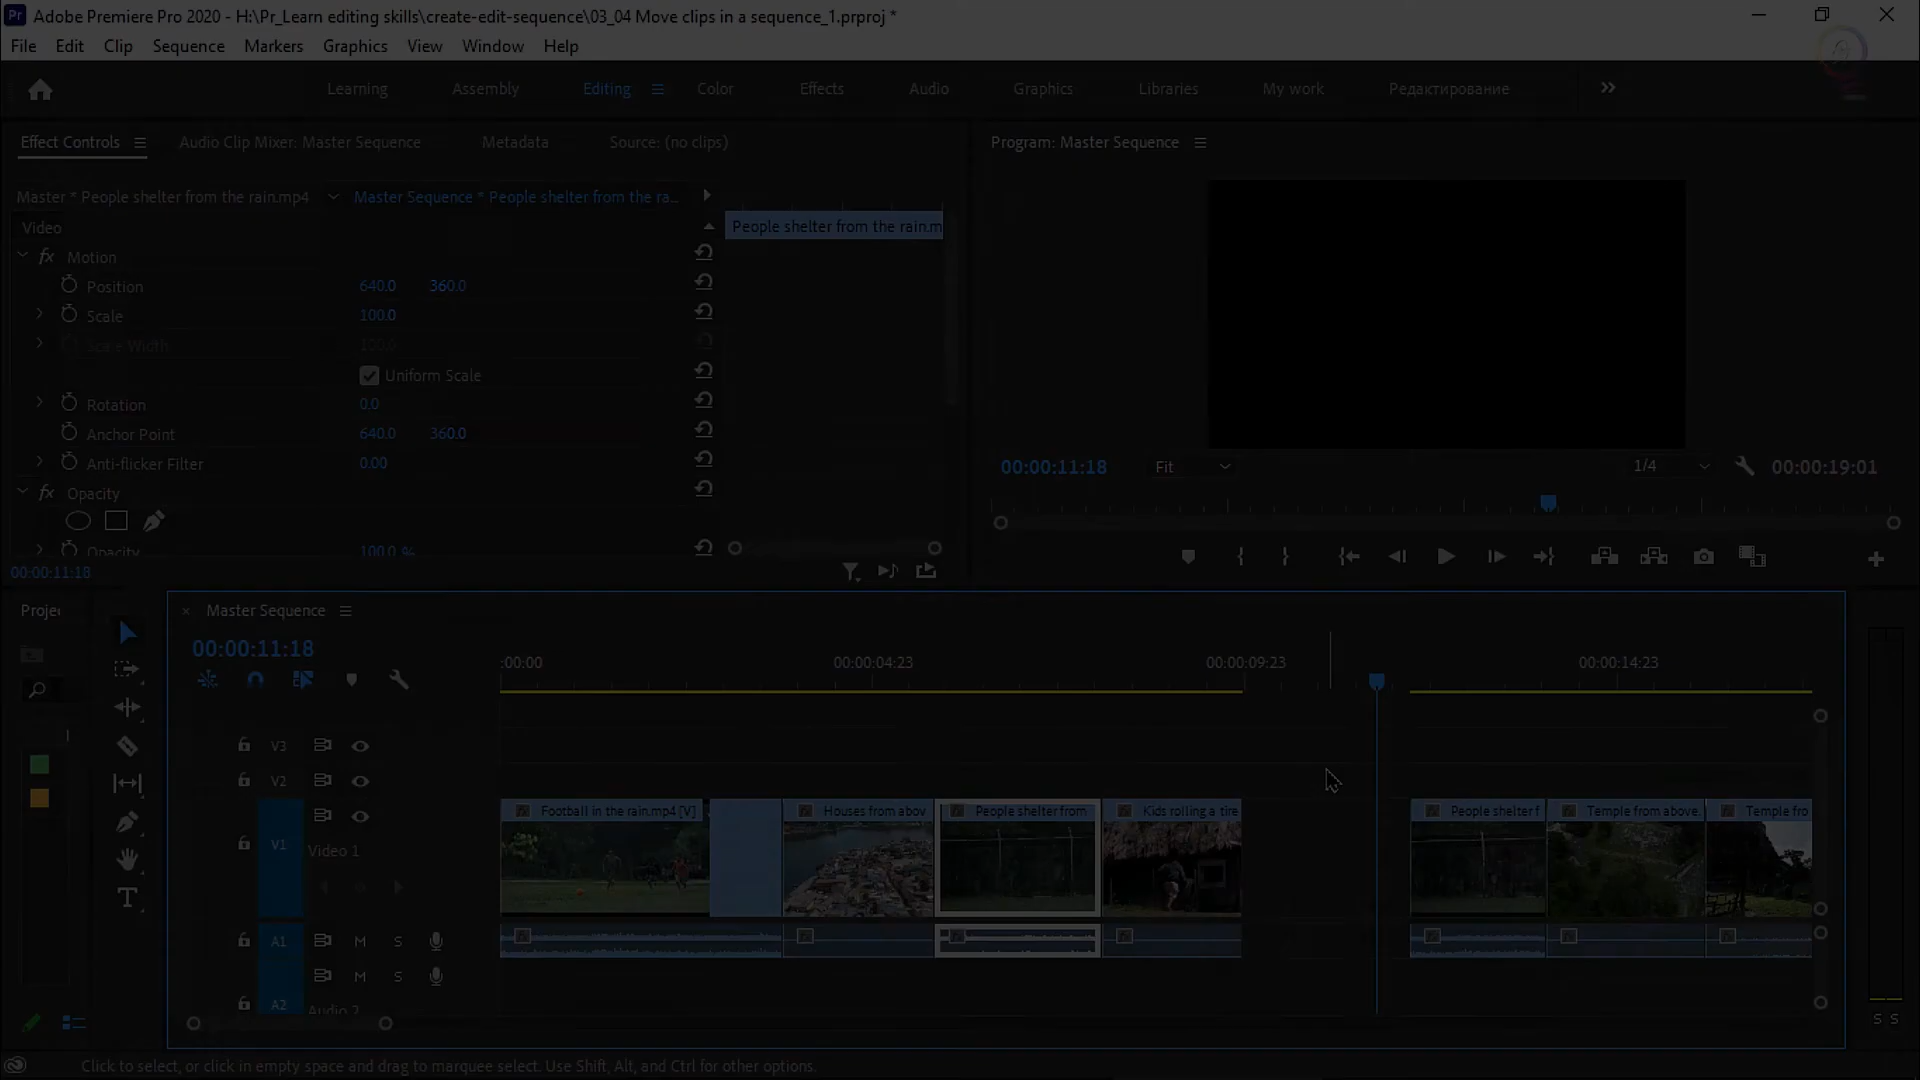 Adobe Premiere Pro 2020 - H:\Pr_Learn editing skills\create-edit-sequence\03_04 Move clips in a sequence_1.prproj *
File Edit Clip Sequence Markers Graphics View Window Help
Learning Assembly Editing Color Effects Audio Graphics Libraries My work Редактирование
Effect Controls Audio Clip Mixer: Master Sequence Metadata Source: (no clips)
Program: Master Sequence
Master * People shelter from the rain.mp4 Master Sequence * People shelter from the ra...
Video
People shelter from the rain.m
fx Motion
Position 640.0 360.0
Scale 100.0
Scale Width 100.0
Uniform Scale
Rotation 0.0
Anchor Point 640.0 360.0
Anti-flicker Filter 0.00
fx Opacity
Opacity 100.0 %
00:00:11:18
00:00:11:18 Fit 1/4 00:00:19:01
Projec
Master Sequence
00:00:11:18
:00:00 00:00:04:23 00:00:09:23 00:00:14:23
V3
V2
V1 Video 1
Football in the rain.mp4 [V] Houses from abov People shelter from Kids rolling a tire People shelter f Temple from above. Temple fro
A1 M S
M S
A2 Audio 2
S S
Click to select, or click in empty space and drag to marquee select. Use Shift, Alt, and Ctrl for other options.